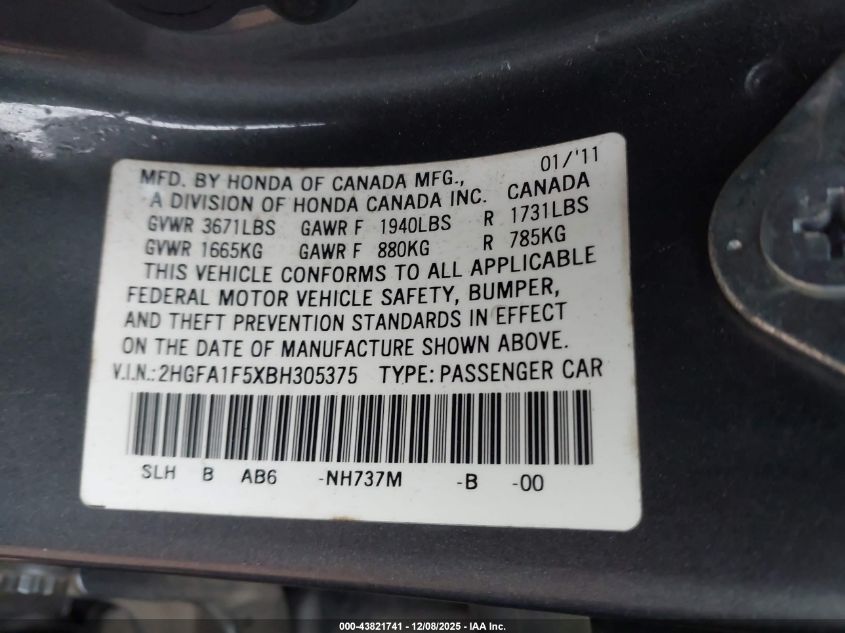 01/'11
MFD. BY HONDA OF CANADA MFG.,
A DIVISION OF HONDA CANADA INC. CANADA
GVWR 3671LBS GAWR F 1940LBS R 1731LBS
GVWR 1665KG GAWR F 880KG R 785KG
THIS VEHICLE CONFORMS TO ALL APPLICABLE
FEDERAL MOTOR VEHICLE SAFETY, BUMPER,
AND THEFT PREVENTION STANDARDS IN EFFECT
ON THE DATE OF MANUFACTURE SHOWN ABOVE.
V.I.N.: 2HGFA1F5XBH305375 TYPE: PASSENGER CAR
SLH B AB6 -NH737M -B -00
000-43821741 - 12/08/2025 - IAA Inc.